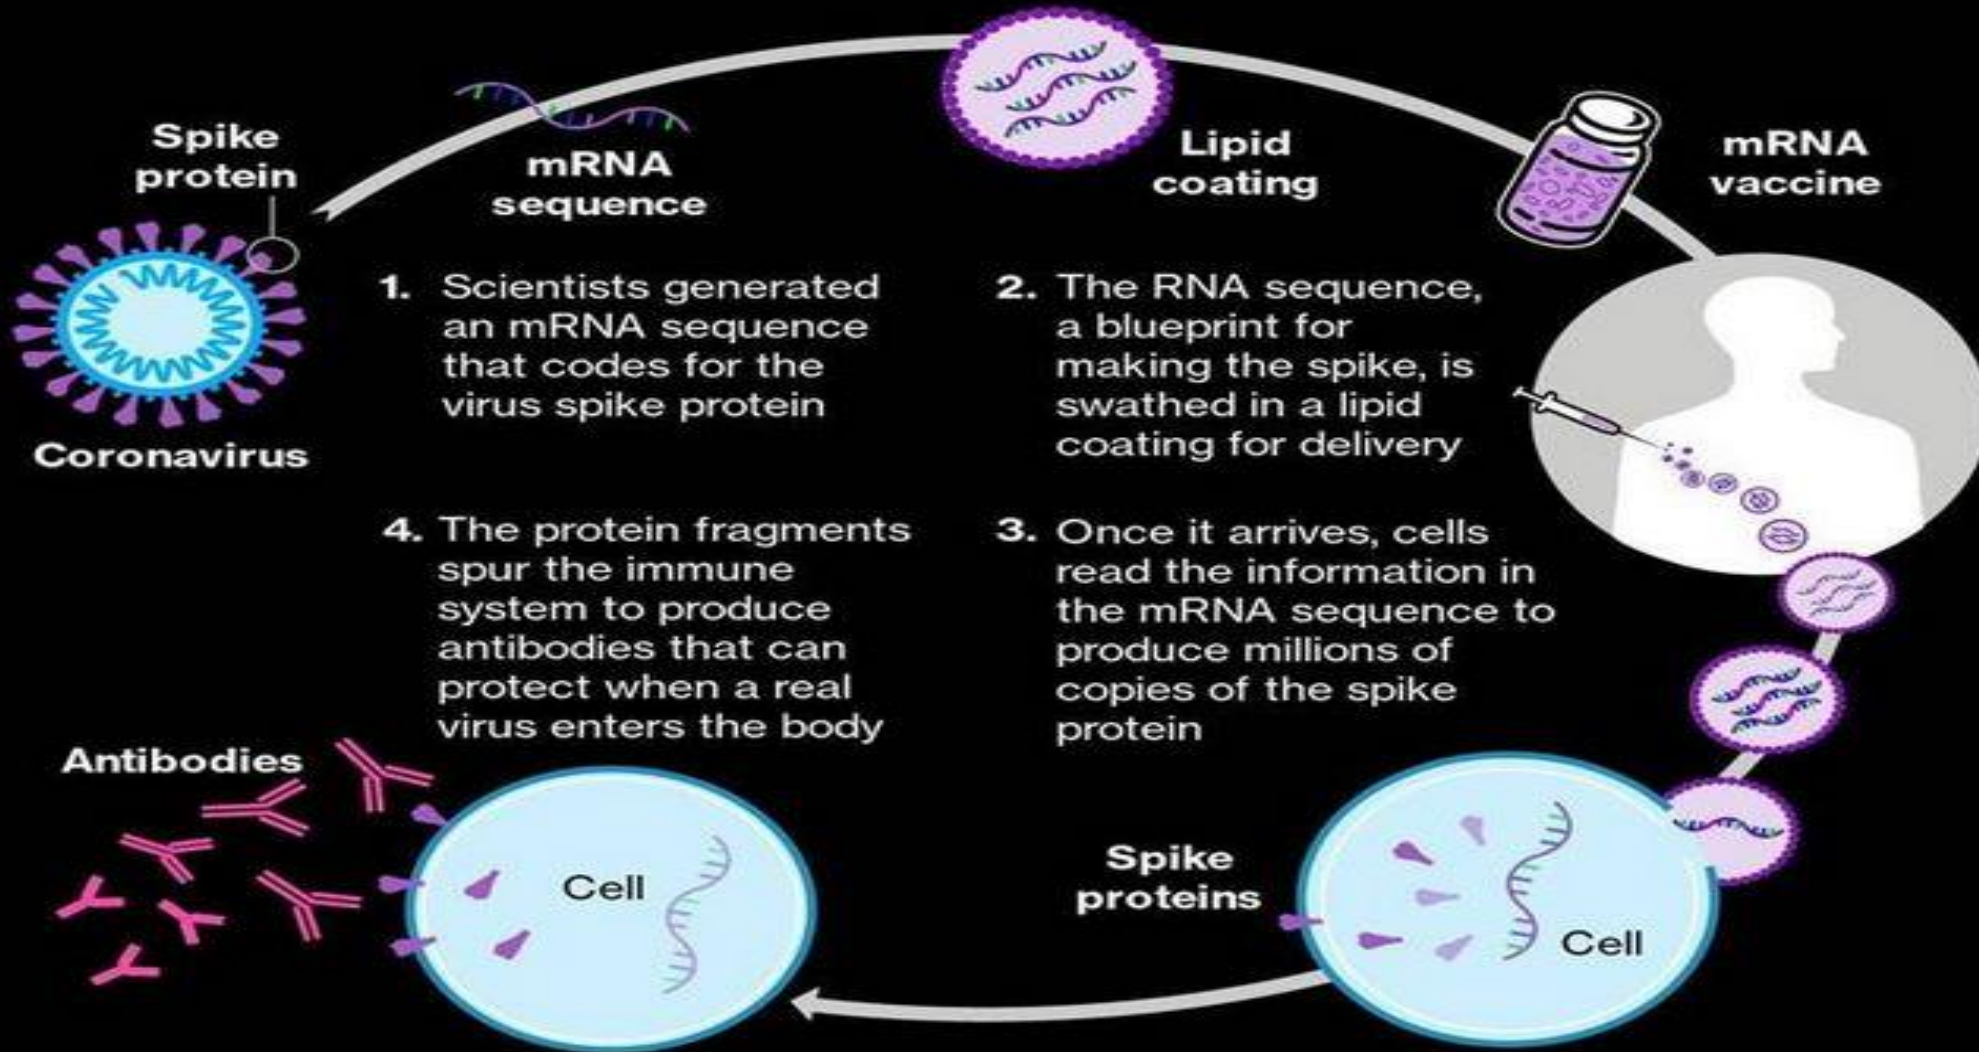 Spike
protein
mRNA
sequence
Lipid
coating
mRNA
vaccine
Coronavirus
1. Scientists generated
an mRNA sequence
that codes for the
virus spike protein
2. The RNA sequence,
a blueprint for
making the spike, is
swathed in a lipid
coating for delivery
3. Once it arrives, cells
read the information in
the mRNA sequence to
produce millions of
copies of the spike
protein
4. The protein fragments
spur the immune
system to produce
antibodies that can
protect when a real
virus enters the body
Antibodies
Cell
Spike
proteins
Cell